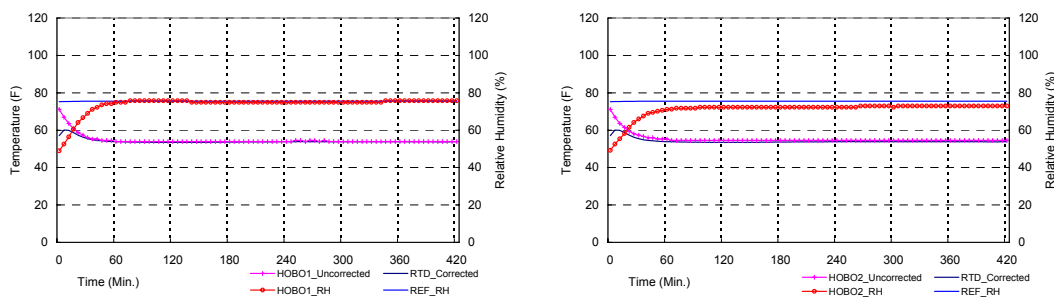 120
100
80
60
40
20
0
Temperature (F)
120
100
80
60
40
20
0
Relative Humidity (%)
0 60 120 180 240 300 360 420
Time (Min.)
HOBO1_Uncorrected RTD_Corrected
HOBO1_RH REF_RH
120
100
80
60
40
20
0
Temperature (F)
120
100
80
60
40
20
0
Relative Humidity (%)
0 60 120 180 240 300 360 420
Time (Min.)
HOBO2_Uncorrected RTD_Corrected
HOBO2_RH REF_RH